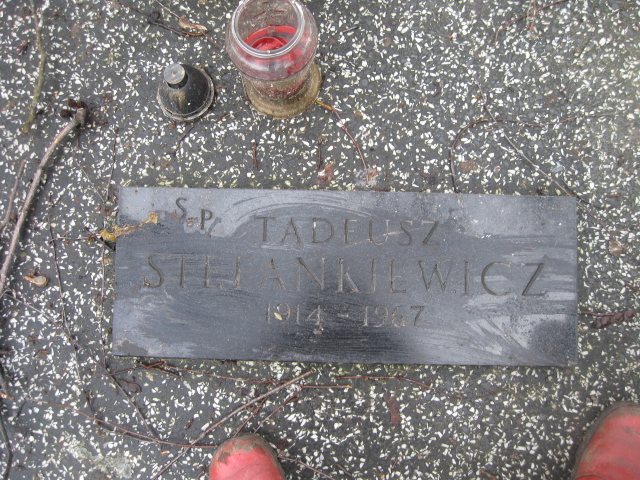 Ś.P. TADEUSZ
STEFANKIEWICZ
1914 - 1967